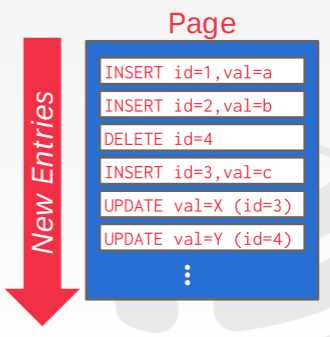 Page
New Entries
INSERT id=1,val=a
INSERT id=2,val=b
DELETE id=4
INSERT id=3,val=c
UPDATE val=X (id=3)
UPDATE val=Y (id=4)
⋮